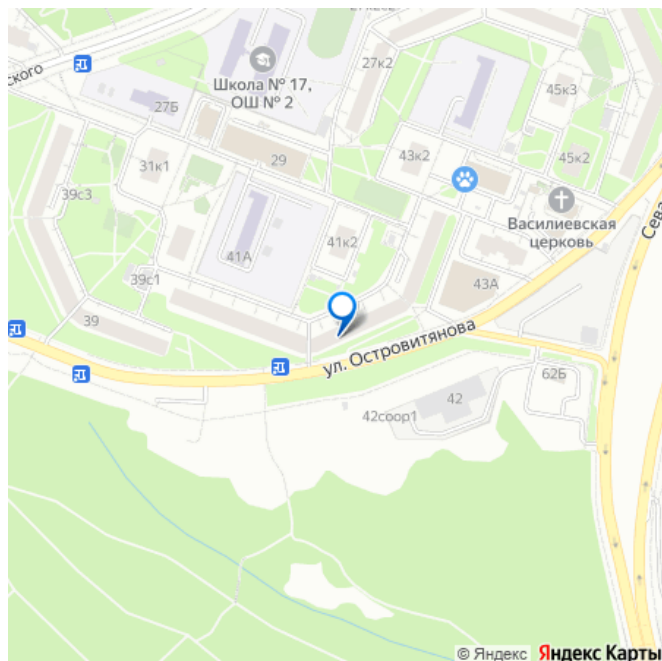 ского
27Б
Школа № 17,
ОШ № 2
27к2
45к3
31к1
29
43к2
45к2
39с3
41А
41к2
Василиевская
церковь
39с1
43А
39
ул. Островитянова
62Б
42
42соор1
© Яндекс Яндекс Карты